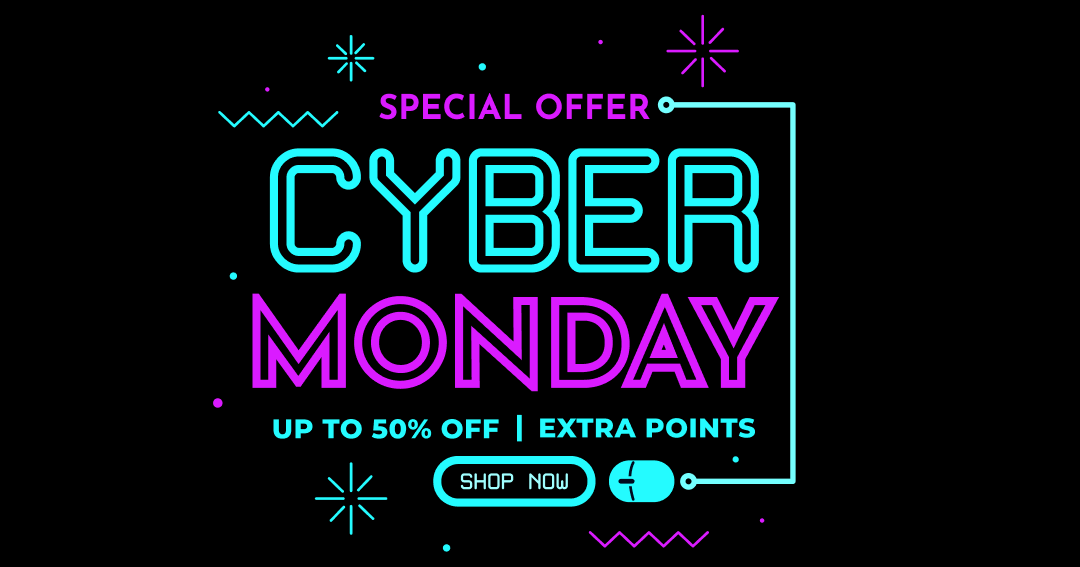 SPECIAL OFFER
CYBER
MONDAY
UP TO 50% OFF | EXTRA POINTS
SHOP NOW